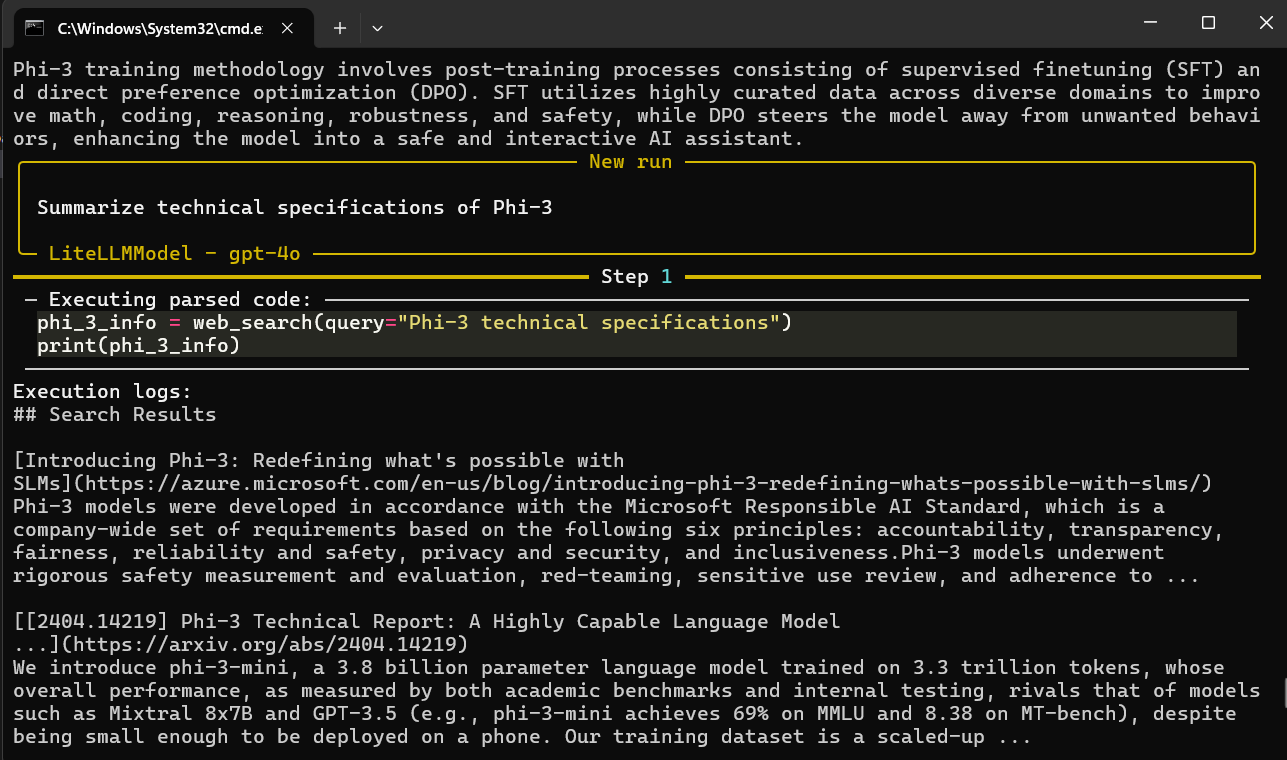 C:\Windows\System32\cmd.e
Phi-3 training methodology involves post-training processes consisting of supervised finetuning (SFT) an
d direct preference optimization (DPO). SFT utilizes highly curated data across diverse domains to impro
ve math, coding, reasoning, robustness, and safety, while DPO steers the model away from unwanted behavi
ors, enhancing the model into a safe and interactive AI assistant.
New run
Summarize technical specifications of Phi-3
LiteLLMModel - gpt-4o
Step 1
Executing parsed code:
phi_3_info = web_search(query="Phi-3 technical specifications")
print(phi_3_info)
Execution logs:
## Search Results
[Introducing Phi-3: Redefining what's possible with
SLMs](https://azure.microsoft.com/en-us/blog/introducing-phi-3-redefining-whats-possible-with-slms/)
Phi-3 models were developed in accordance with the Microsoft Responsible AI Standard, which is a
company-wide set of requirements based on the following six principles: accountability, transparency,
fairness, reliability and safety, privacy and security, and inclusiveness.Phi-3 models underwent
rigorous safety measurement and evaluation, red-teaming, sensitive use review, and adherence to ...
[[2404.14219] Phi-3 Technical Report: A Highly Capable Language Model
...](https://arxiv.org/abs/2404.14219)
We introduce phi-3-mini, a 3.8 billion parameter language model trained on 3.3 trillion tokens, whose
overall performance, as measured by both academic benchmarks and internal testing, rivals that of models
such as Mixtral 8x7B and GPT-3.5 (e.g., phi-3-mini achieves 69% on MMLU and 8.38 on MT-bench), despite
being small enough to be deployed on a phone. Our training dataset is a scaled-up ...